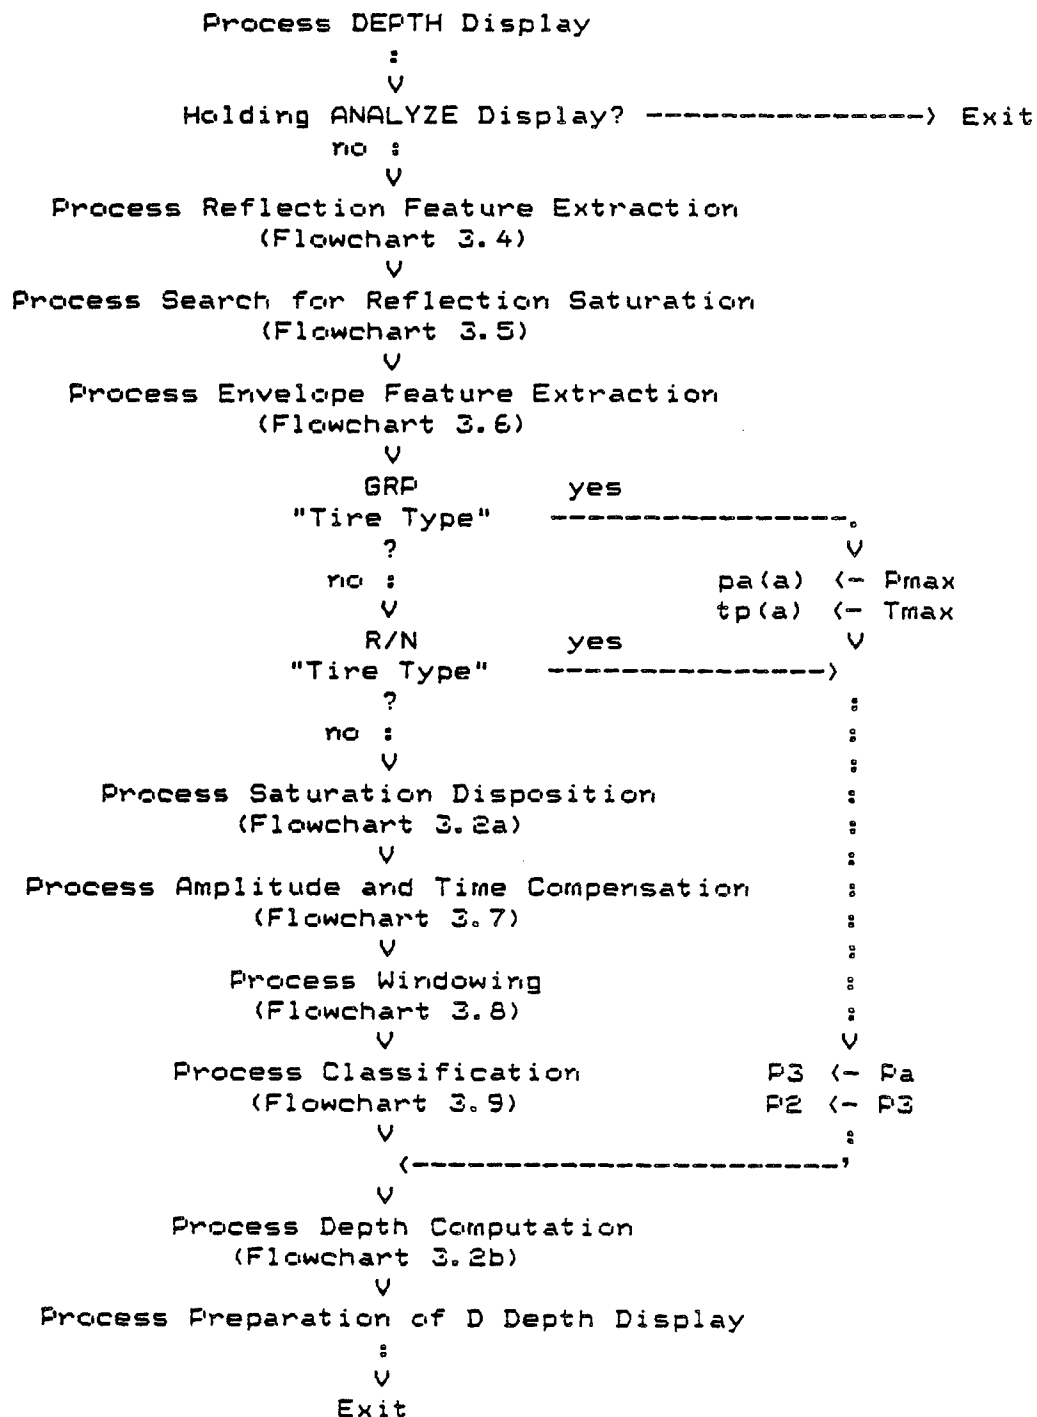 Process DEPTH Display
:
V
Holding ANALYZE Display? ---------------> Exit
no :
V
Process Reflection Feature Extraction
(Flowchart 3.4)
V
Process Search for Reflection Saturation
(Flowchart 3.5)
V
Process Envelope Feature Extraction
(Flowchart 3.6)
V
GRP yes
"Tire Type" ----------------.
? V
no : pa(a) <- Pmax
V tp(a) <- Tmax
R/N yes V
"Tire Type" --------------->
? :
no : :
V :
Process Saturation Disposition :
(Flowchart 3.2a) :
V :
Process Amplitude and Time Compensation :
(Flowchart 3.7) :
V :
Process Windowing :
(Flowchart 3.8) :
V V
Process Classification P3 <- Pa
(Flowchart 3.9) P2 <- P3
V :
<-----------------------'
V
Process Depth Computation
(Flowchart 3.2b)
V
Process Preparation of D Depth Display
:
V
Exit